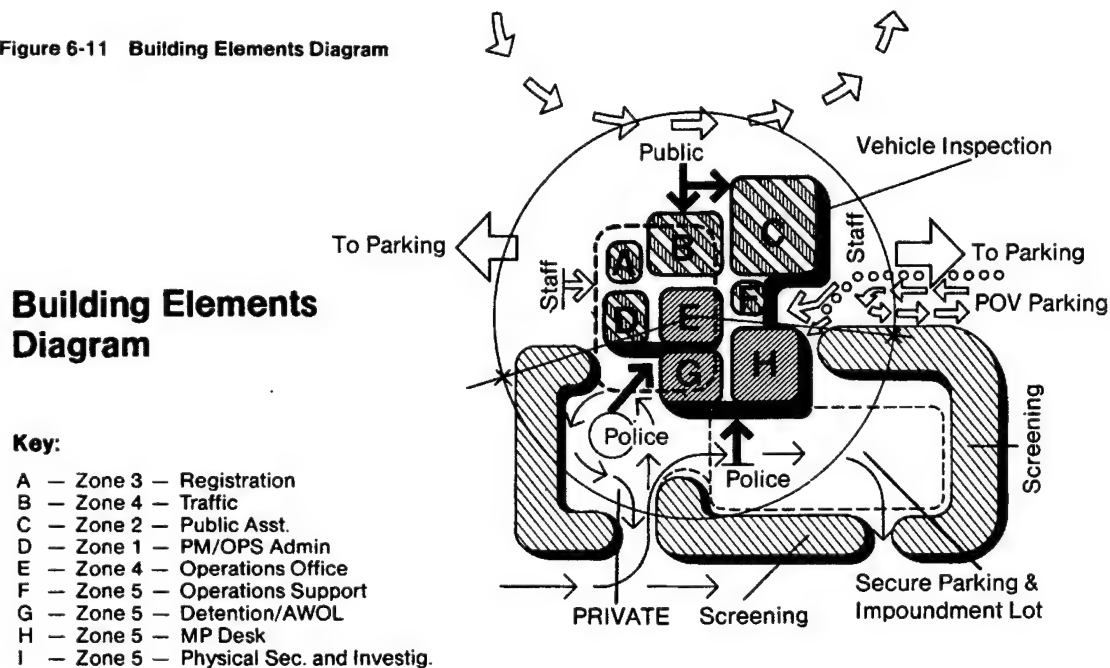 Figure 6-11 Building Elements Diagram
Public
Vehicle Inspection
To Parking
Staff
A
B
C
Staff
To Parking
POV Parking
D
E
F
G
H
Building Elements
Diagram
Police
Police
Screening
Key:
A — Zone 3 — Registration
B — Zone 4 — Traffic
C — Zone 2 — Public Asst.
D — Zone 1 — PM/OPS Admin
E — Zone 4 — Operations Office
F — Zone 5 — Operations Support
G — Zone 5 — Detention/AWOL
H — Zone 5 — MP Desk
I — Zone 5 — Physical Sec. and Investig.
PRIVATE
Screening
Secure Parking &
Impoundment Lot